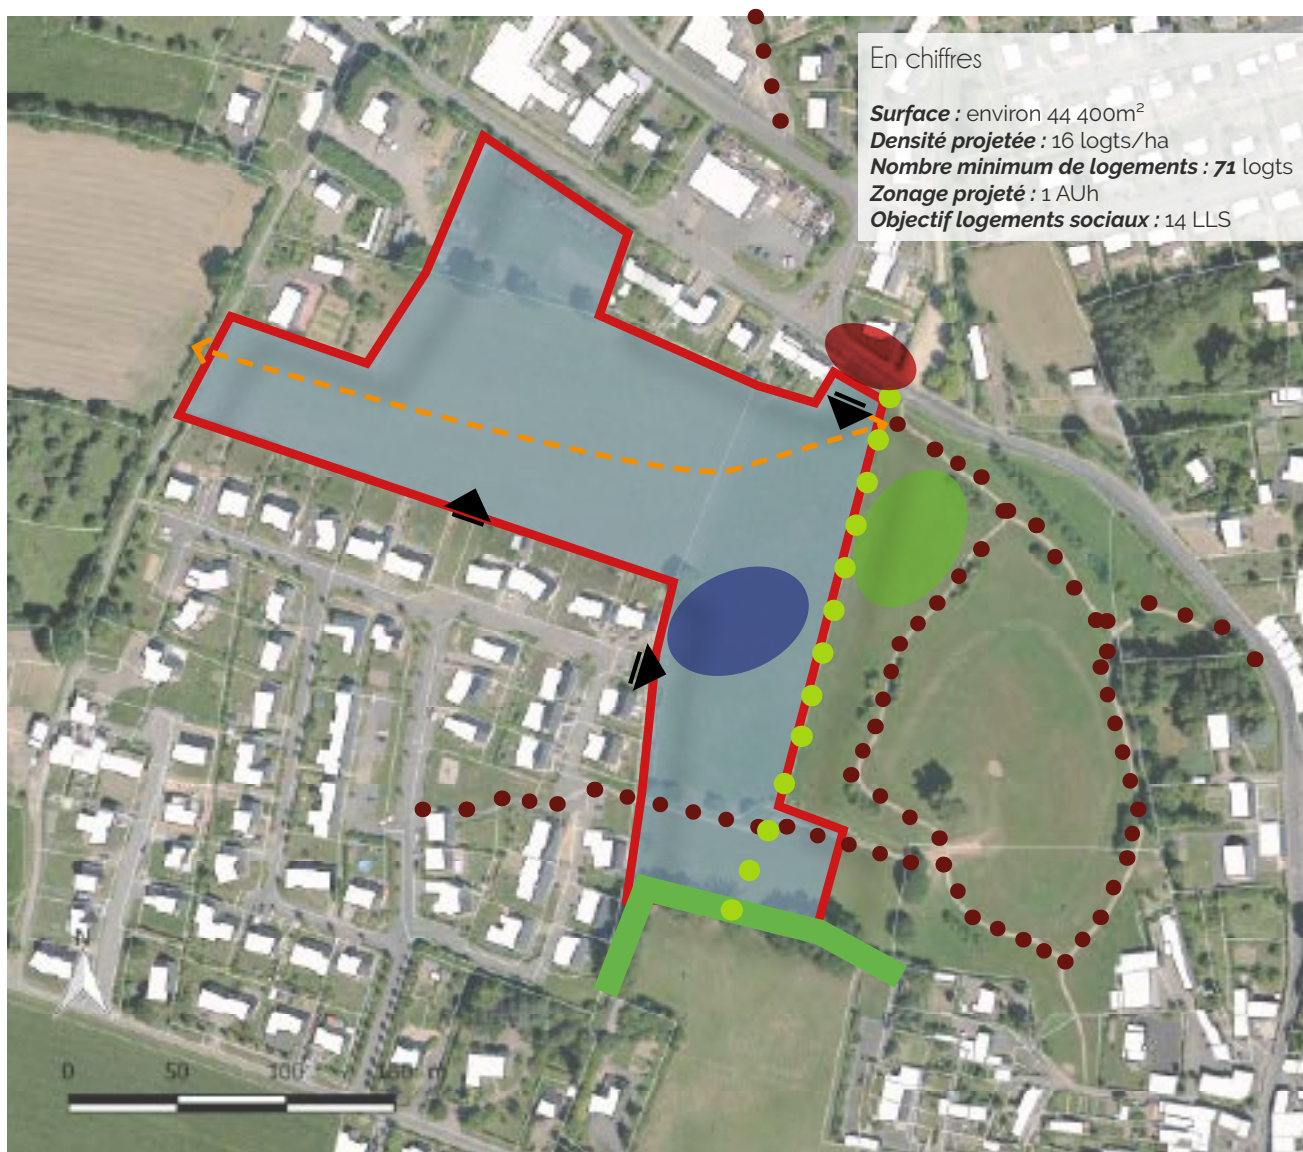 En chiffres
Surface : environ 44 400m²
Densité projetée : 16 logts/ha
Nombre minimum de logements : 71 logts
Zonage projeté : 1 AUh
Objectif logements sociaux : 14 LLS
0 50 100 150 m